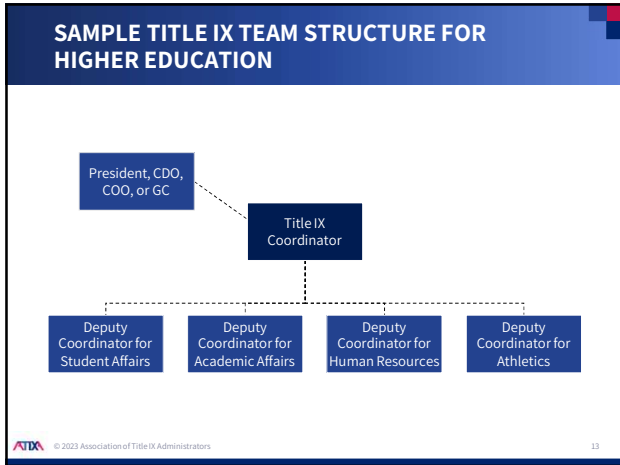 SAMPLE TITLE IX TEAM STRUCTURE FOR
HIGHER EDUCATION
President, CDO,
COO, or GC
Title IX
Coordinator
Deputy
Coordinator for
Student Affairs
Deputy
Coordinator for
Academic Affairs
Deputy
Coordinator for
Human Resources
Deputy
Coordinator for
Athletics
ATIXA © 2023 Association of Title IX Administrators
13